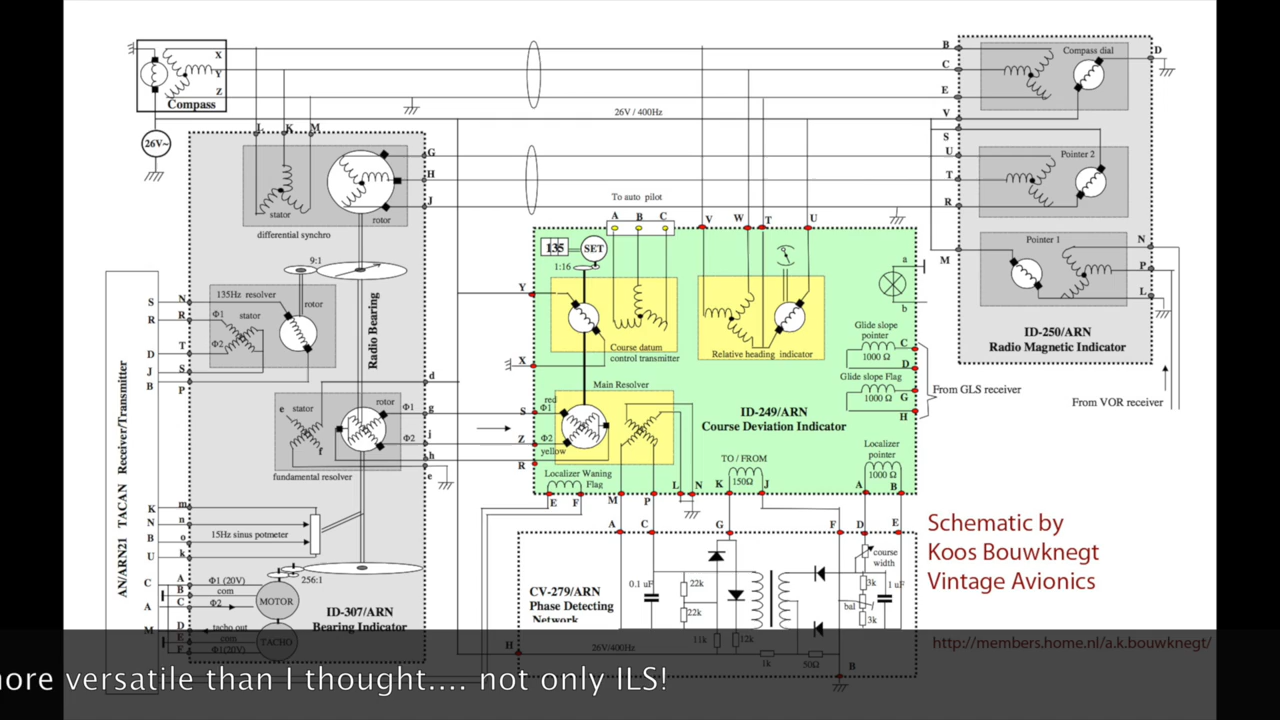 X
Y
Z
Compass
26V~
L K M
G
H
J
stator
rotor
differential synchro
9:1
135Hz resolver
rotor
stator
Φ1
Φ2
S N
R R
D T
J S
B P
Radio Bearing
d
rotor
e stator
f
fundamental resolver
Φ1 g
Φ2 j
h
e
AN/ARN21 TACAN Receiver/Transmitter
K m
N n
B o
U k
15Hz sinus potmeter
256:1
C A Φ1 (20V)
B com
A C Φ2
MOTOR
M D tacho out
E com
F Φ1(20V)
TACHO
ID-307/ARN
Bearing Indicator
26V / 400Hz
To auto pilot
A B C
V W T U
135
SET
1:16
Y
X
Course datum
control transmitter
Relative heading indicator
a
b
Main Resolver
red
S Φ1
Z Φ2
yellow
R
ID-249/ARN
Course Deviation Indicator
Glide slope
pointer
1000 Ω
C
D
Glide slope Flag
1000 Ω
G
H
From GLS receiver
Localizer
pointer
1000 Ω
A B
TO / FROM
150Ω
Localizer Waning
Flag
E F M P L N K J
A C G F D E
CV-279/ARN
Phase Detecting
Network
0.1 uF
22k
22k
11k
12k
1k
50Ω
course
width
3k
1 uF
bal
3k
H
26V/400Hz
B
B
C
E
V
S
U
T
R
M
Compass dial
D
Pointer 2
Pointer 1
N
P
L
ID-250/ARN
Radio Magnetic Indicator
From VOR receiver
Schematic by
Koos Bouwknegt
Vintage Avionics
http://members.home.nl/a.k.bouwknegt/
ore versatile than I thought.... not only ILS!